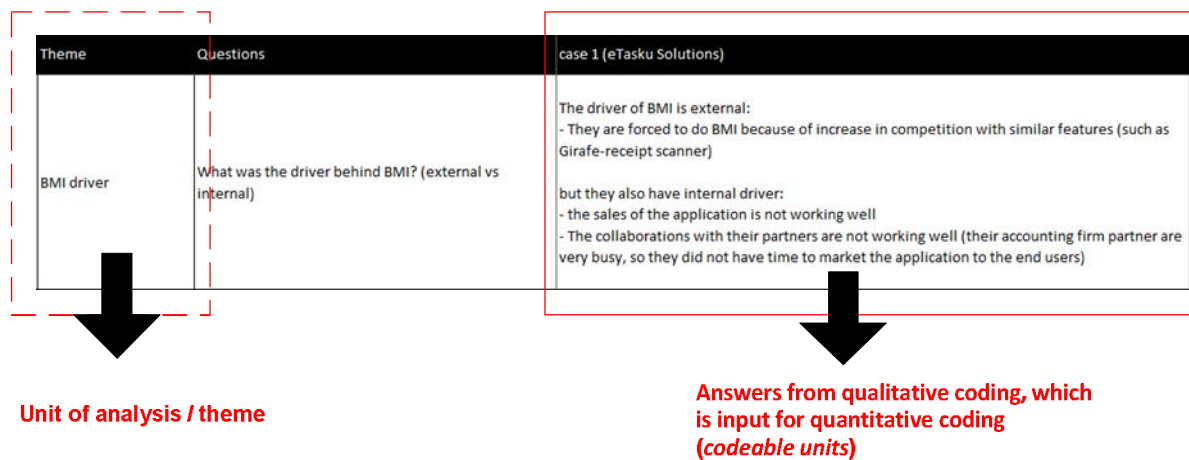 Theme
Questions
case 1 (eTasku Solutions)
BMI driver
What was the driver behind BMI? (external vs
internal)
The driver of BMI is external:
- They are forced to do BMI because of increase in competition with similar features (such as
Girafe-receipt scanner)
but they also have internal driver:
- the sales of the application is not working well
- The collaborations with their partners are not working well (their accounting firm partner are
very busy, so they did not have time to market the application to the end users)
Unit of analysis / theme
Answers from qualitative coding, which
is input for quantitative coding
(codeable units)